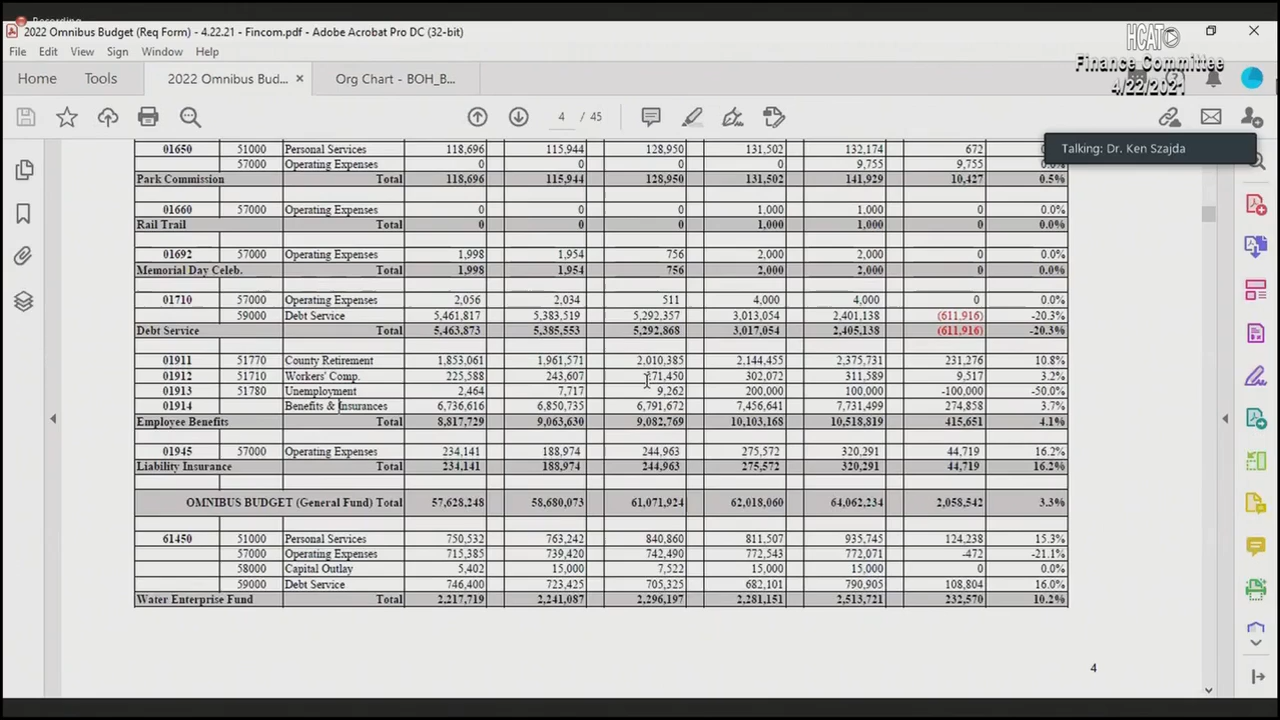 Recording
2022 Omnibus Budget (Req Form) - 4.22.21 - Fincom.pdf - Adobe Acrobat Pro DC (32-bit)
HCAT
File Edit View Window Help
Finance Committee
4/22/2021
Home Tools 2022 Omnibus Bud... × Org Chart - BOH_B...
4 / 45
Talking: Dr. Ken Szajda
01650 51000 Personal Services 118,696 115,944 128,950 131,502 132,174 672
57000 Operating Expenses 0 0 0 0 9,755 9,755
Park Commission Total 118,696 115,944 128,950 131,502 141,929 10,427 0.5%
01660 57000 Operating Expenses 0 0 0 1,000 1,000 0 0.0%
Rail Trail Total 0 0 0 1,000 1,000 0 0.0%
01692 57000 Operating Expenses 1,998 1,954 756 2,000 2,000 0 0.0%
Memorial Day Celeb. Total 1,998 1,954 756 2,000 2,000 0 0.0%
01710 57000 Operating Expenses 2,056 2,034 511 4,000 4,000 0 0.0%
59000 Debt Service 5,461,817 5,383,519 5,292,357 3,013,054 2,401,138 (611,916) -20.3%
Debt Service Total 5,463,873 5,385,553 5,292,868 3,017,054 2,405,138 (611,916) -20.3%
01911 51770 County Retirement 1,853,061 1,961,571 2,010,385 2,144,455 2,375,731 231,276 10.8%
01912 51710 Workers' Comp. 225,588 243,607 271,450 302,072 311,589 9,517 3.2%
01913 51780 Unemployment 2,464 7,717 9,262 200,000 100,000 -100,000 -50.0%
01914 Benefits & Insurances 6,736,616 6,850,735 6,791,672 7,456,641 7,731,499 274,858 3.7%
Employee Benefits Total 8,817,729 9,063,630 9,082,769 10,103,168 10,518,819 415,651 4.1%
01945 57000 Operating Expenses 234,141 188,974 244,963 275,572 320,291 44,719 16.2%
Liability Insurance Total 234,141 188,974 244,963 275,572 320,291 44,719 16.2%
OMNIBUS BUDGET (General Fund) Total 57,628,248 58,680,073 61,071,924 62,018,060 64,062,234 2,058,542 3.3%
61450 51000 Personal Services 750,532 763,242 840,860 811,507 935,745 124,238 15.3%
57000 Operating Expenses 715,385 739,420 742,490 772,543 772,071 -472 -21.1%
58000 Capital Outlay 5,402 15,000 7,522 15,000 15,000 0 0.0%
59000 Debt Service 746,400 723,425 705,325 682,101 790,905 108,804 16.0%
Water Enterprise Fund Total 2,217,719 2,241,087 2,296,197 2,281,151 2,513,721 232,570 10.2%
4